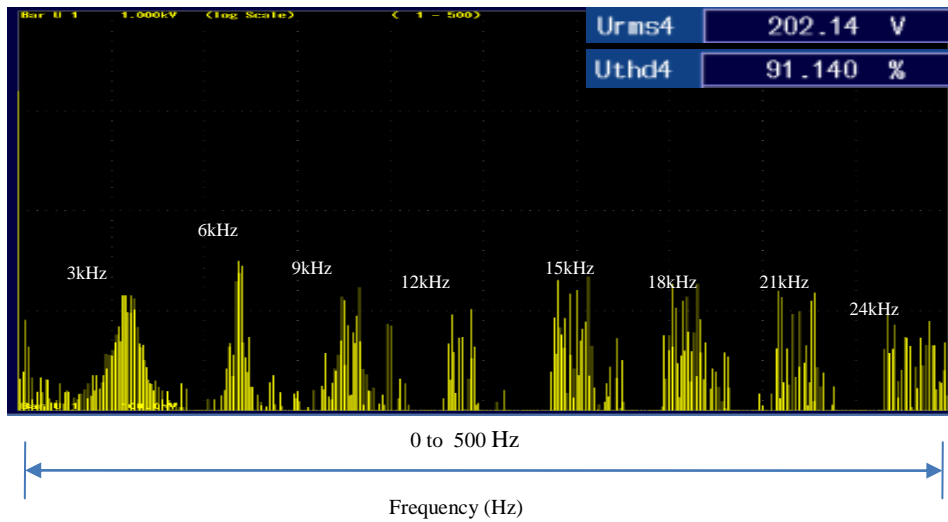 Bar U 1 1.000kV (log Scale) ( 1 - 500)
Urms4 202.14 V
Uthd4 91.140 %
6kHz
3kHz 9kHz 12kHz 15kHz 18kHz 21kHz
24kHz
0 to 500 Hz
Frequency (Hz)